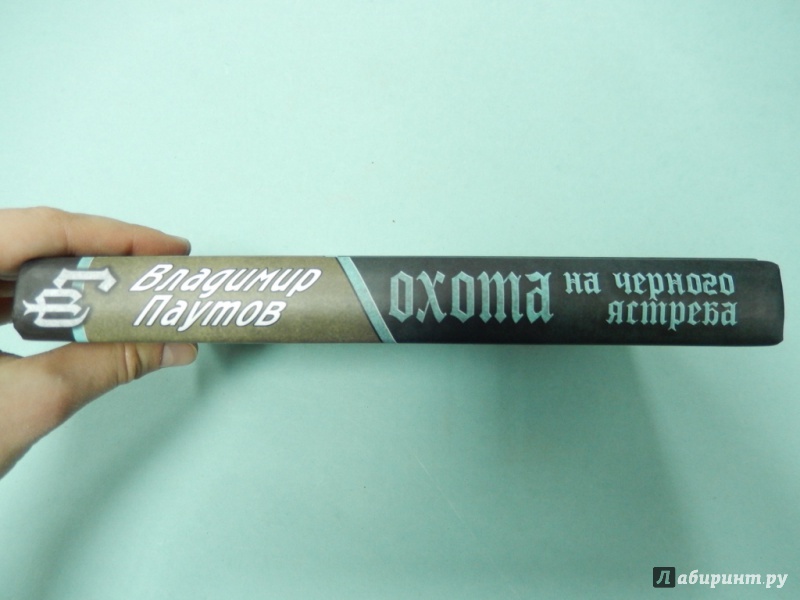 Владимир
Паутов
охота
на черного
ястреба
Лабиринт.ру